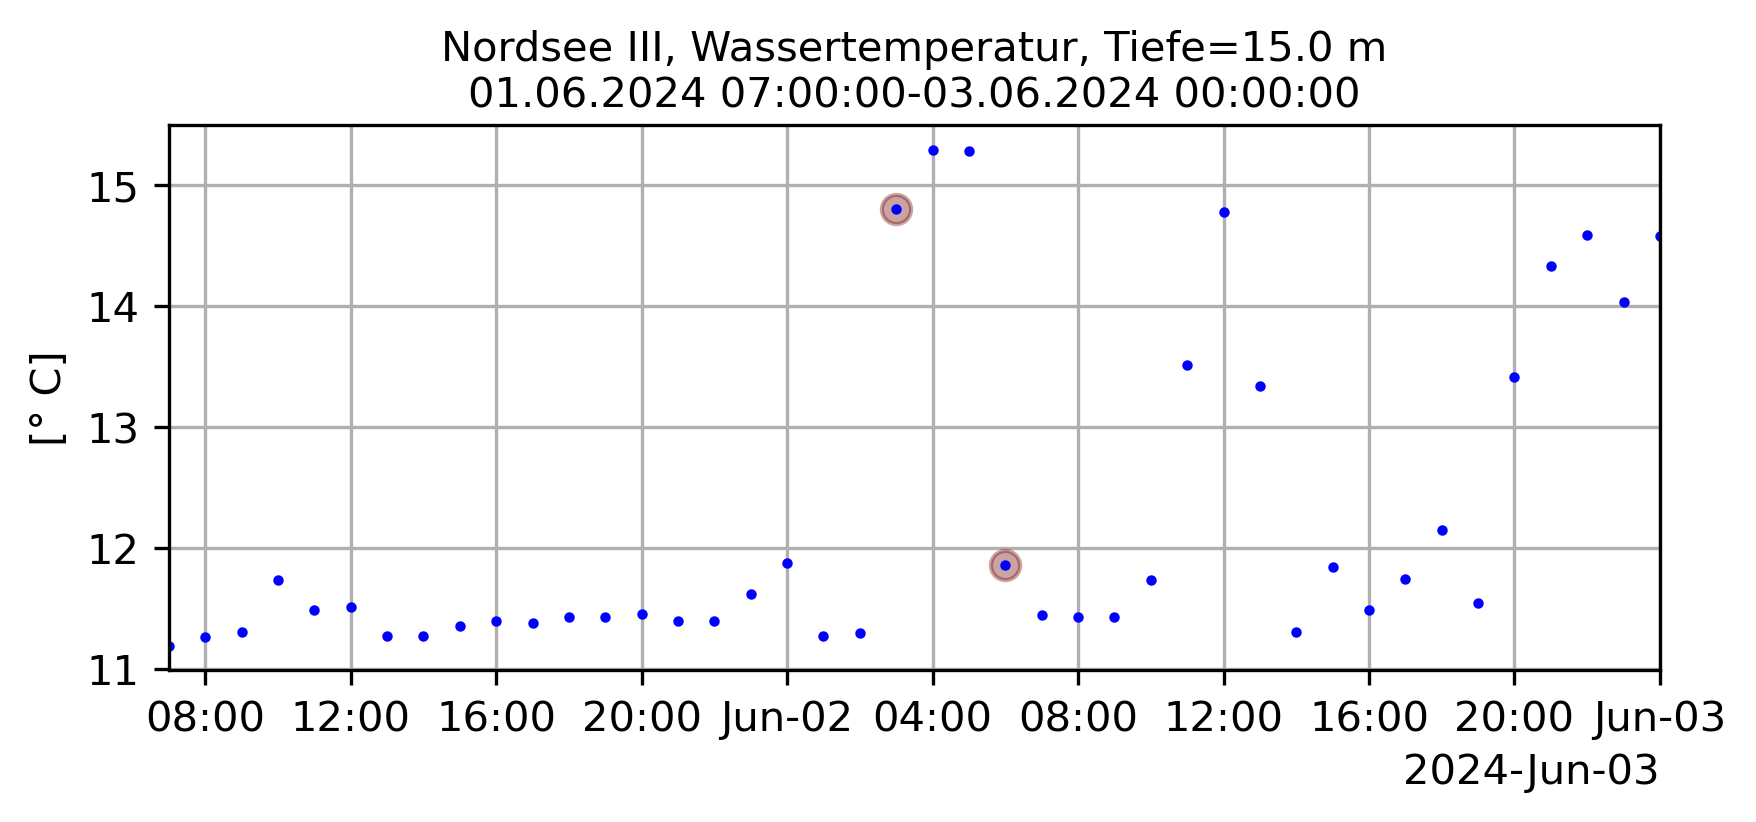 Nordsee III, Wassertemperatur, Tiefe=15.0 m
01.06.2024 07:00:00-03.06.2024 00:00:00
[° C]
15
14
13
12
11
08:00 12:00 16:00 20:00 Jun-02 04:00 08:00 12:00 16:00 20:00 Jun-03
2024-Jun-03